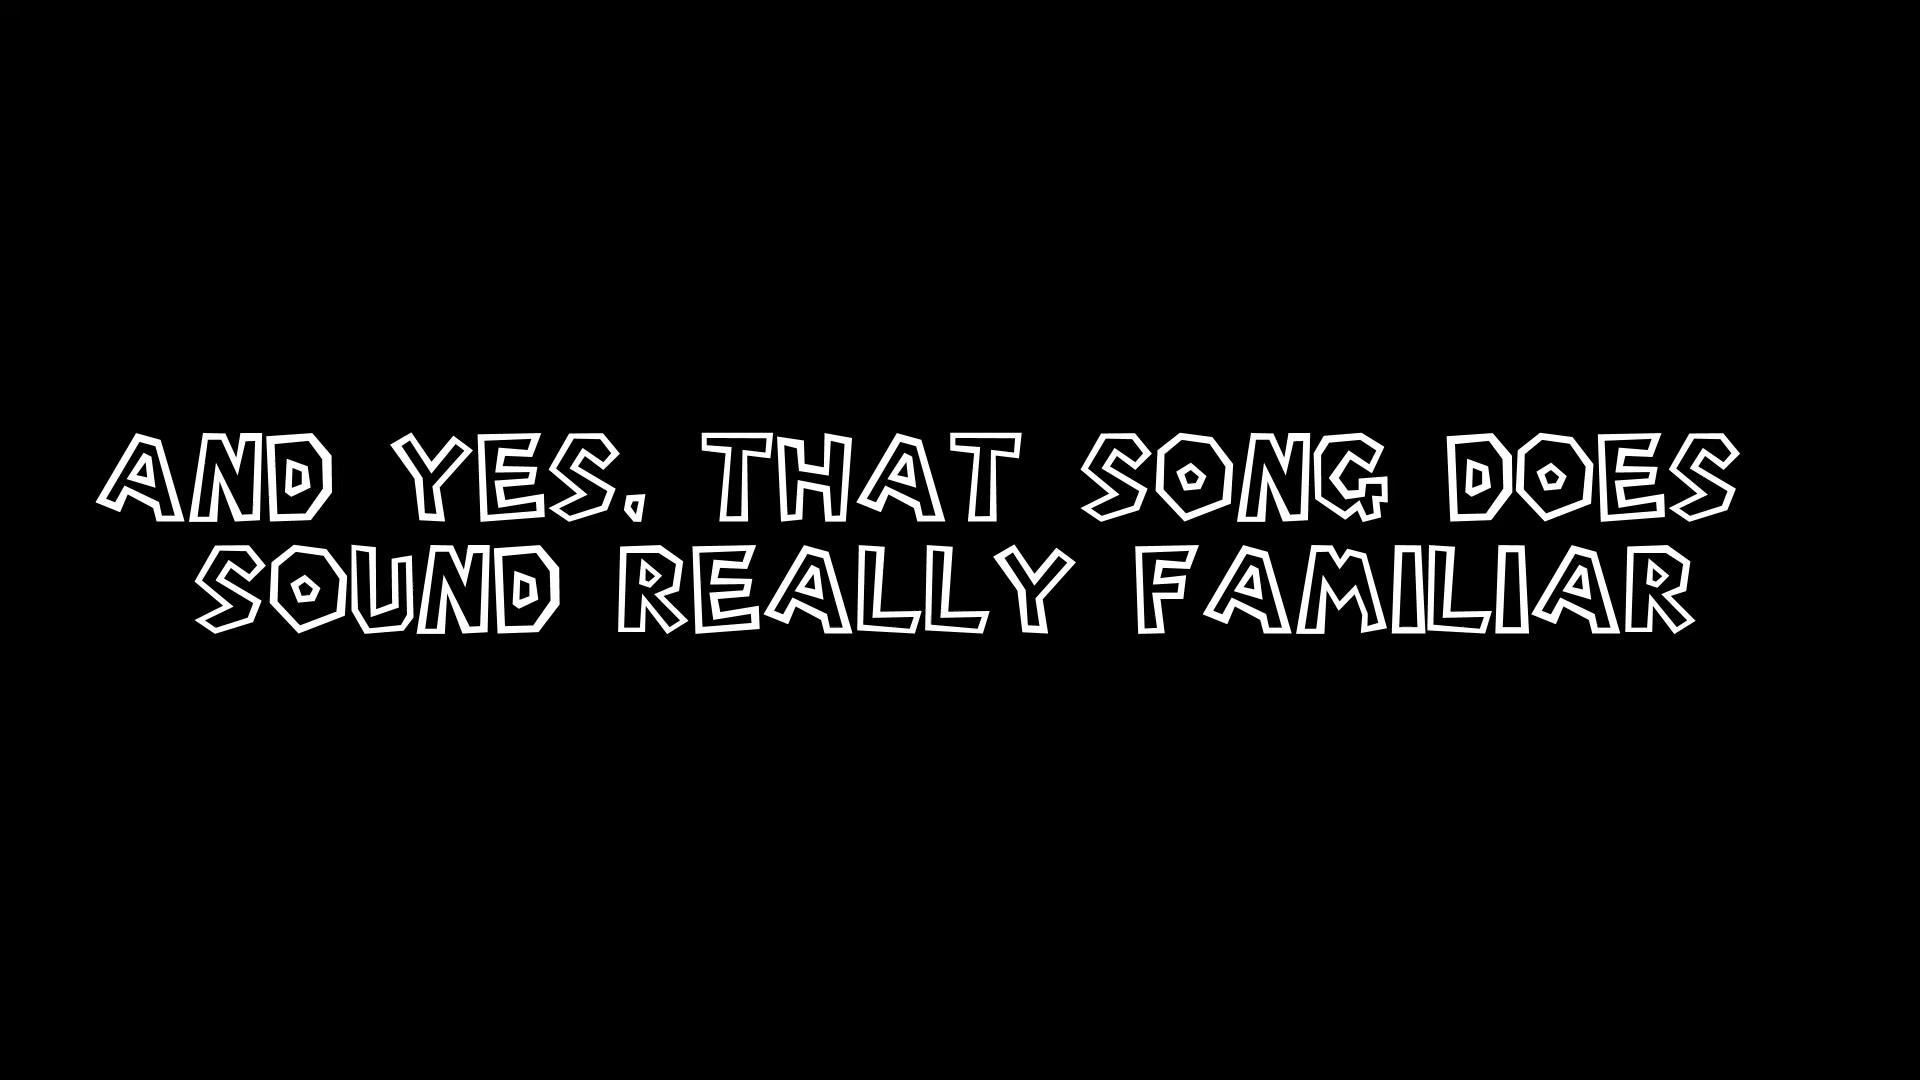 AND YES, THAT SONG DOES
SOUND REALLY FAMILIAR